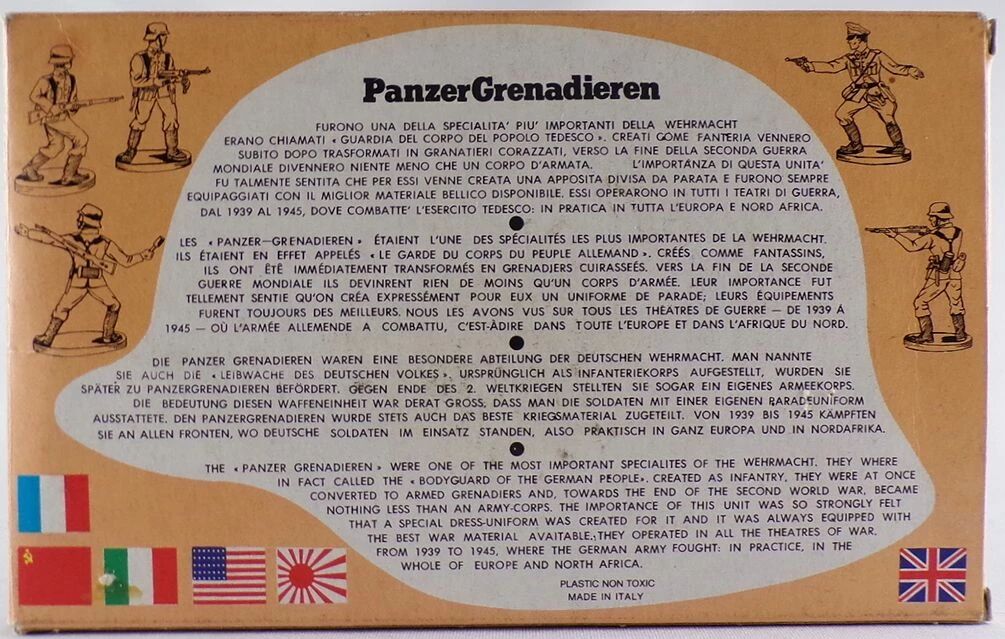 PanzerGrenadieren
FURONO UNA DELLA SPECIALITA' PIU' IMPORTANTI DELLA WEHRMACHT
ERANO CHIAMATI « GUARDIA DEL CORPO DEL POPOLO TEDESCO ». CREATI COME FANTERIA VENNERO
SUBITO DOPO TRASFORMATI IN GRANATIERI CORAZZATI, VERSO LA FINE DELLA SECONDA GUERRA
MONDIALE DIVENNERO NIENTE MENO CHE UN CORPO D'ARMATA. L'IMPORTÁNZA DI QUESTA UNITA'
FU TALMENTE SENTITA CHE PER ESSI VENNE CREATA UNA APPOSITA DIVISA DA PARATA E FURONO SEMPRE
EQUIPAGGIATI CON IL MIGLIOR MATERIALE BELLICO DISPONIBILE. ESSI OPERARONO IN TUTTI I TEATRI DI GUERRA,
DAL 1939 AL 1945, DOVE COMBATTE' L'ESERCITO TEDESCO: IN PRATICA IN TUTTA L'EUROPA E NORD AFRICA.
LES « PANZER—GRENADIEREN » ÉTAIENT L'UNE DES SPÉCIALITÉS LES PLUS IMPORTANTES DE LA WEHRMACHT.
ILS ÉTAIENT EN EFFET APPELÉS « LE GARDE DU CORPS DU PEUPLE ALLEMAND ». CRÉÉS COMME FANTASSINS,
ILS ONT ÊTÊ IMMÉDIATEMENT TRANSFORMÉS EN GRENADIERS CUIRASSÉES. VERS LA FIN DE LA SECONDE
GUERRE MONDIALE ILS DEVINRENT RIEN DE MOINS QU'UN CORPS D'ARMÉE. LEUR IMPORTANCE FUT
TELLEMENT SENTIE QU'ON CRÉA EXPRESSÉMENT POUR EUX UN UNIFORME DE PARADE; LEURS ÉQUIPEMENTS
FURENT TOUJOURS DES MEILLEURS. NOUS LES AVONS VUS SUR TOUS LES THEATRES DE GUERRE — DE 1939 Á
1945 — OÙ L'ARMÉE ALLEMENDE A COMBATTU, C'EST-ÀDIRE DANS TOUTE L'EUROPE ET DANS L'AFRIQUE DU NORD.
DIE PANZER GRENADIEREN WAREN EINE BESONDERE ABTEILUNG DER DEUTSCHEN WEHRMACHT. MAN NANNTE
SIE AUCH DIE « LEIBWACHE DES DEUTSCHEN VOLKES ». URSPRÜNGLICH ALS INFANTERIEKORPS AUFGESTELLT, WURDEN SIE
SPÄTER ZU PANZERGRENADIEREN BEFÖRDERT. GEGEN ENDE DES 2. WELTKRIEGEN STELLTEN SIE SOGAR EIN EIGENES ARMEEKORPS.
DIE BEDEUTUNG DIESEN WAFFENEINHEIT WAR DERAT GROSS, DASS MAN DIE SOLDATEN MIT EINER EIGENEN PARADEUNIFORM
AUSSTATTETE. DEN PANZERGRENADIEREN WURDE STETS AUCH DAS BESTE KRIEGSMATERIAL ZUGETEILT. VON 1939 BIS 1945 KÄMPFTEN
SIE AN ALLEN FRONTEN, WO DEUTSCHE SOLDATEN IM EINSATZ STANDEN, ALSO PRAKTISCH IN GANZ EUROPA UND IN NORDAFRIKA.
THE « PANZER GRENADIEREN » WERE ONE OF THE MOST IMPORTANT SPECIALITES OF THE WEHRMACHT. THEY WHERE
IN FACT CALLED THE « BODYGUARD OF THE GERMAN PEOPLE». CREATED AS INFANTRY, THEY WERE AT ONCE
CONVERTED TO ARMED GRENADIERS AND, TOWARDS THE END OF THE SECOND WORLD WAR, BECAME
NOTHING LESS THAN AN ARMY-CORPS. THE IMPORTANCE OF THIS UNIT WAS SO STRONGLY FELT
THAT A SPECIAL DRESS-UNIFORM WAS CREATED FOR IT AND IT WAS ALWAYS EQUIPPED WITH
THE BEST WAR MATERIAL AVAITABLE. THEY OPERATED IN ALL THE THEATRES OF WAR.
FROM 1939 TO 1945, WHERE THE GERMAN ARMY FOUGHT: IN PRACTICE, IN THE
WHOLE OF EUROPE AND NORTH AFRICA.
PLASTIC NON TOXIC
MADE IN ITALY